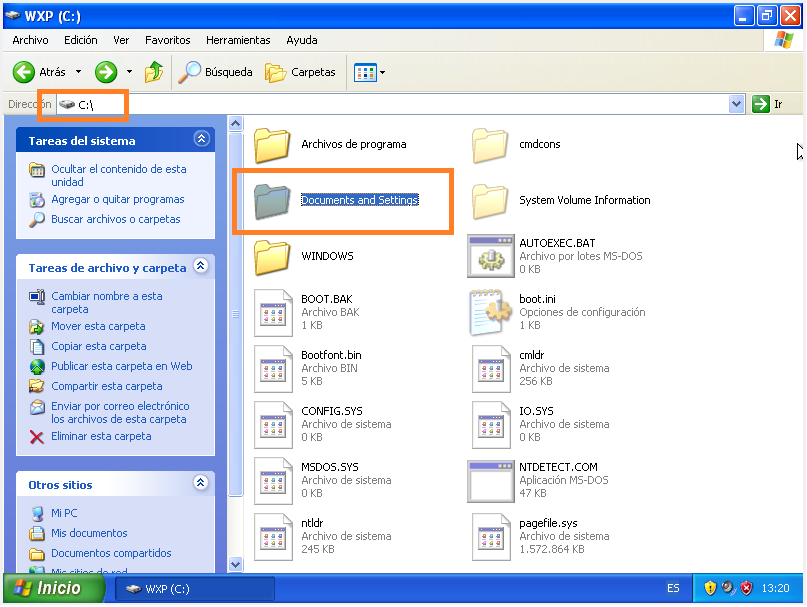 WXP (C:)
Archivo Edición Ver Favoritos Herramientas Ayuda
Atrás Búsqueda Carpetas
Dirección C:\ Ir
Tareas del sistema
Ocultar el contenido de esta
unidad
Agregar o quitar programas
Buscar archivos o carpetas
Tareas de archivo y carpeta
Cambiar nombre a esta
carpeta
Mover esta carpeta
Copiar esta carpeta
Publicar esta carpeta en Web
Compartir esta carpeta
Enviar por correo electrónico
los archivos de esta carpeta
Eliminar esta carpeta
Otros sitios
Mi PC
Mis documentos
Documentos compartidos
Mis sitios de red
Archivos de programa
cmdcons
Documents and Settings
System Volume Information
WINDOWS
AUTOEXEC.BAT
Archivo por lotes MS-DOS
0 KB
BOOT.BAK
Archivo BAK
1 KB
boot.ini
Opciones de configuración
1 KB
Bootfont.bin
Archivo BIN
5 KB
cmldr
Archivo de sistema
256 KB
CONFIG.SYS
Archivo de sistema
0 KB
IO.SYS
Archivo de sistema
0 KB
MSDOS.SYS
Archivo de sistema
0 KB
NTDETECT.COM
Aplicación MS-DOS
47 KB
ntldr
Archivo de sistema
245 KB
pagefile.sys
Archivo de sistema
1.572.864 KB
Inicio WXP (C:) ES 13:20